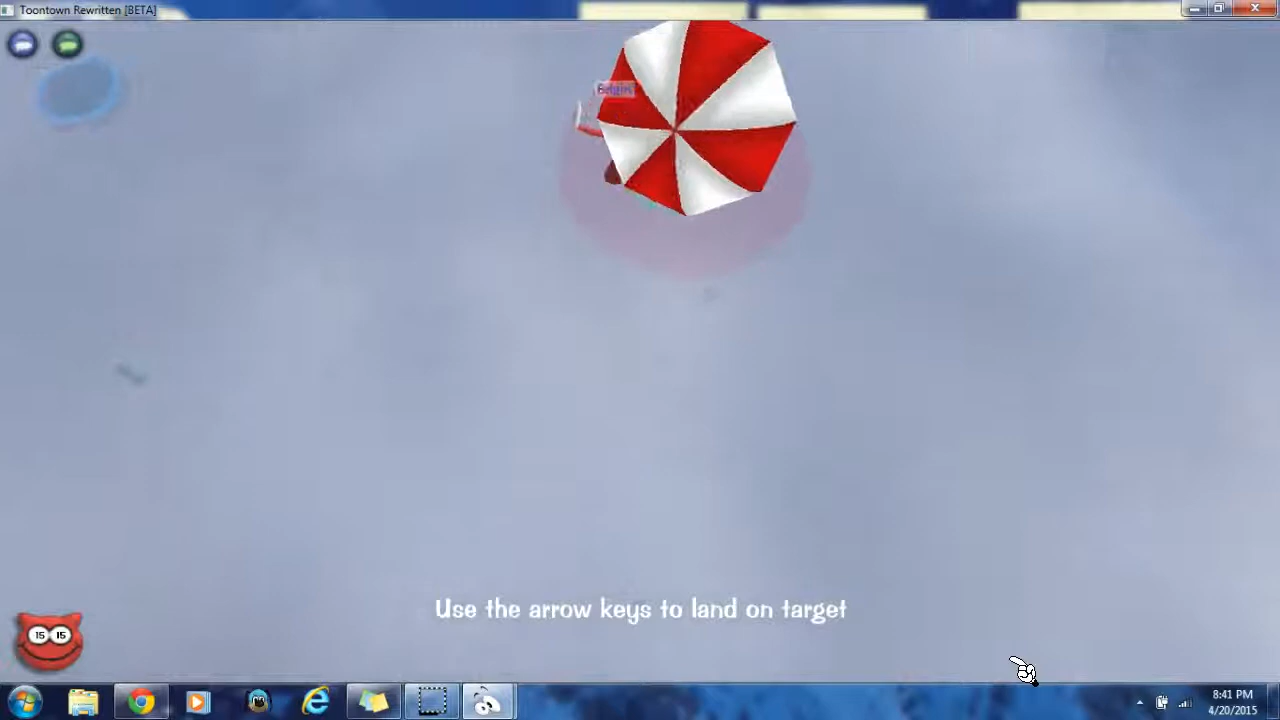 Toontown Rewritten [BETA]
Use the arrow keys to land on target
15 15
8:41 PM
4/20/2015